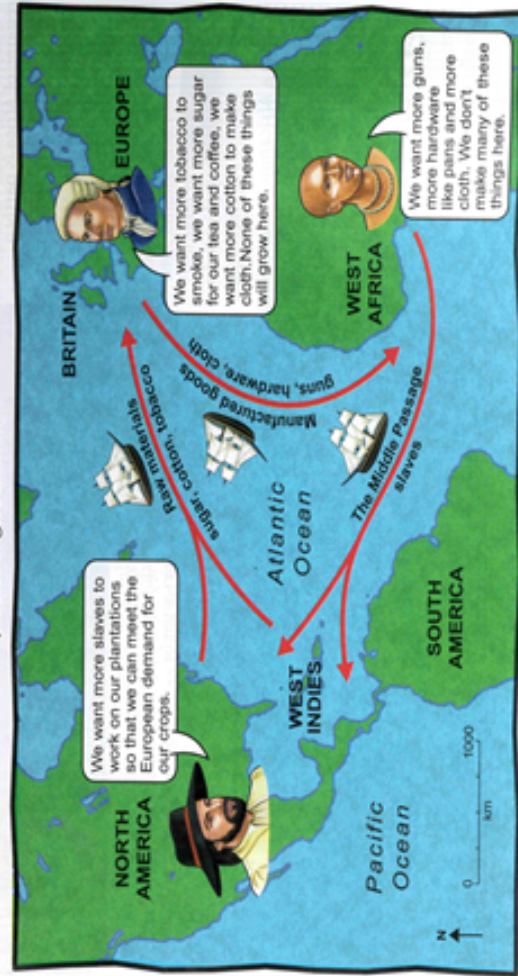 We want more slaves to
work on our plantations
so that we can meet the
European demand for
our crops.
NORTH
AMERICA
BRITAIN
EUROPE
We want more tobacco to
smoke, we want more sugar
for our tea and coffee, we
want more cotton to make
cloth.None of these things
will grow here.
Raw materials
sugar, cotton, tobacco
Manufactured goods
guns, hardware, cloth
Atlantic
Ocean
WEST
AFRICA
We want more guns,
more hardware
like pans and more
cloth. We don't
make many of these
things here.
The Middle Passage
slaves
WEST
INDIES
SOUTH
AMERICA
Pacific
Ocean
N
0
1000
km